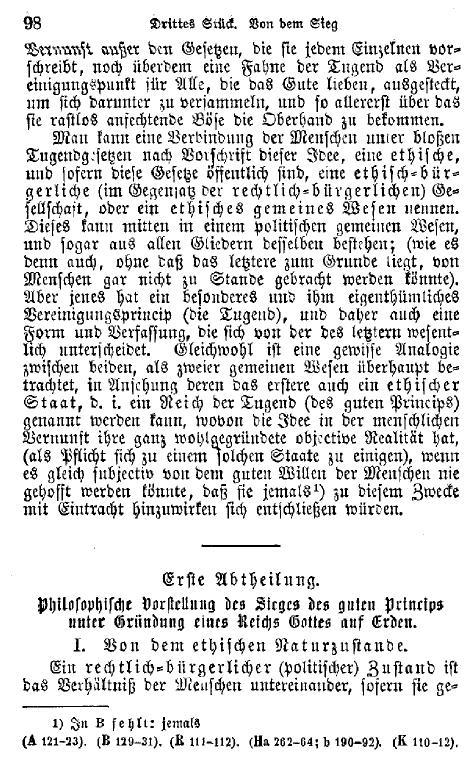 98 Drittes Stück. Von dem Sieg
Vernunft außer den Gesetzen, die sie jedem Einzelnen vor-
schreibt, noch überdem eine Fahne der Tugend als Ver-
einigungspunkt für Alle, die das Gute lieben, ausgesteckt,
um sich darunter zu versammeln, und so allererst über das
sie rastlos anfechtende Böse die Oberhand zu bekommen.
Man kann eine Verbindung der Menschen unter bloßen
Tugendgesetzen nach Vorschrift dieser Idee, eine ethische,
und sofern diese Gesetze öffentlich sind, eine ethisch-bür-
gerliche (im Gegensatz der rechtlich-bürgerlichen) Ge-
sellschaft, oder ein ethisches gemeines Wesen nennen.
Dieses kann mitten in einem politischen gemeinen Wesen,
und sogar aus allen Gliedern desselben bestehen; (wie es
denn auch, ohne daß das letztere zum Grunde liegt, von
Menschen gar nicht zu Stande gebracht werden könnte).
Aber jenes hat ein besonderes und ihm eigenthümliches
Vereinigungsprincip (die Tugend), und daher auch eine
Form und Verfassung, die sich von der des letztern wesent-
lich unterscheidet. Gleichwohl ist eine gewisse Analogie
zwischen beiden, als zweier gemeinen Wesen überhaupt be-
trachtet, in Ansehung deren das erstere auch ein ethischer
Staat, d. i. ein Reich der Tugend (des guten Princips)
genannt werden kann, wovon die Idee in der menschlichen
Vernunft ihre ganz wohlgegründete objective Realität hat,
(als Pflicht sich zu einem solchen Staate zu einigen), wenn
es gleich subjectiv von dem guten Willen der Menschen nie
gehofft werden könnte, daß sie jemals¹) zu diesem Zwecke
mit Eintracht hinzuwirken sich entschließen würden.
Erste Abtheilung.
Philosophische Vorstellung des Sieges des guten Princips
unter Gründung eines Reichs Gottes auf Erden.
I. Von dem ethischen Naturzustande.
Ein rechtlich-bürgerlicher (politischer) Zustand ist
das Verhältniß der Menschen untereinander, sofern sie ge-
1) In B fehlt: jemals
(A 121-23). (B 129-31). (R 111-112). (Ha 262-64; b 190-92). (K 110-12).